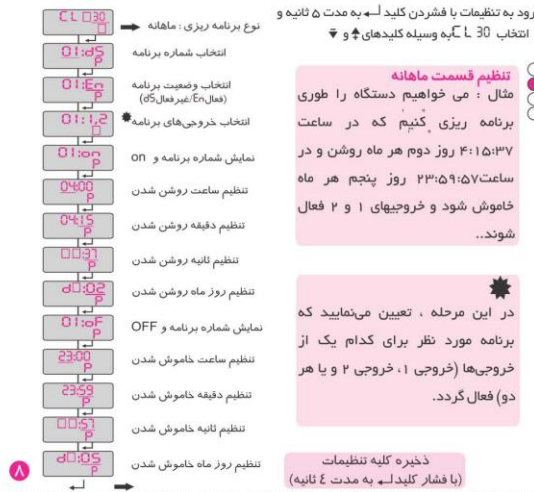 رود به تنظیمات با فشردن کلید ↵ به مدت ۵ ثانیه و
انتخاب CL 30 به وسیله کلیدهای ⇞ و ⇟
تنظیم قسمت ماهانه
مثال : می خواهیم دستگاه را طوری
برنامه ریزی کنیم که در ساعت
۴:۱۵:۳۷ روز دوم هر ماه روشن و در
ساعت ۲۳:۵۹:۵۷ روز پنجم هر ماه
خاموش شود و خروجیهای ۱ و ۲ فعال
شوند..
در این مرحله ، تعیین می‌نمایید که
برنامه مورد نظر برای کدام یک از
خروجی‌ها (خروجی ۱، خروجی ۲ و یا هر
دو) فعال گردد.
ذخیره کلیه تنظیمات
(با فشار کلید ↵ به مدت ٤ ثانیه)
CL □30
□
نوع برنامه ریزی : ماهانه
01:dS
P
انتخاب شماره برنامه
01:En
P
انتخاب وضعیت برنامه
(فعالEn/غیرفعالdS)
01:1,2
□
انتخاب خروجی‌های برنامه
01:on
P
نمایش شماره برنامه و on
04:00
P
تنظیم ساعت روشن شدن
04:15
P
تنظیم دقیقه روشن شدن
□□:37
P
تنظیم ثانیه روشن شدن
d□:02
P
تنظیم روز ماه روشن شدن
01:oF
P
نمایش شماره برنامه و OFF
23:00
P
تنظیم ساعت خاموش شدن
23:59
P
تنظیم دقیقه خاموش شدن
□□:57
P
تنظیم ثانیه خاموش شدن
d□:05
P
تنظیم روز ماه خاموش شدن
۸